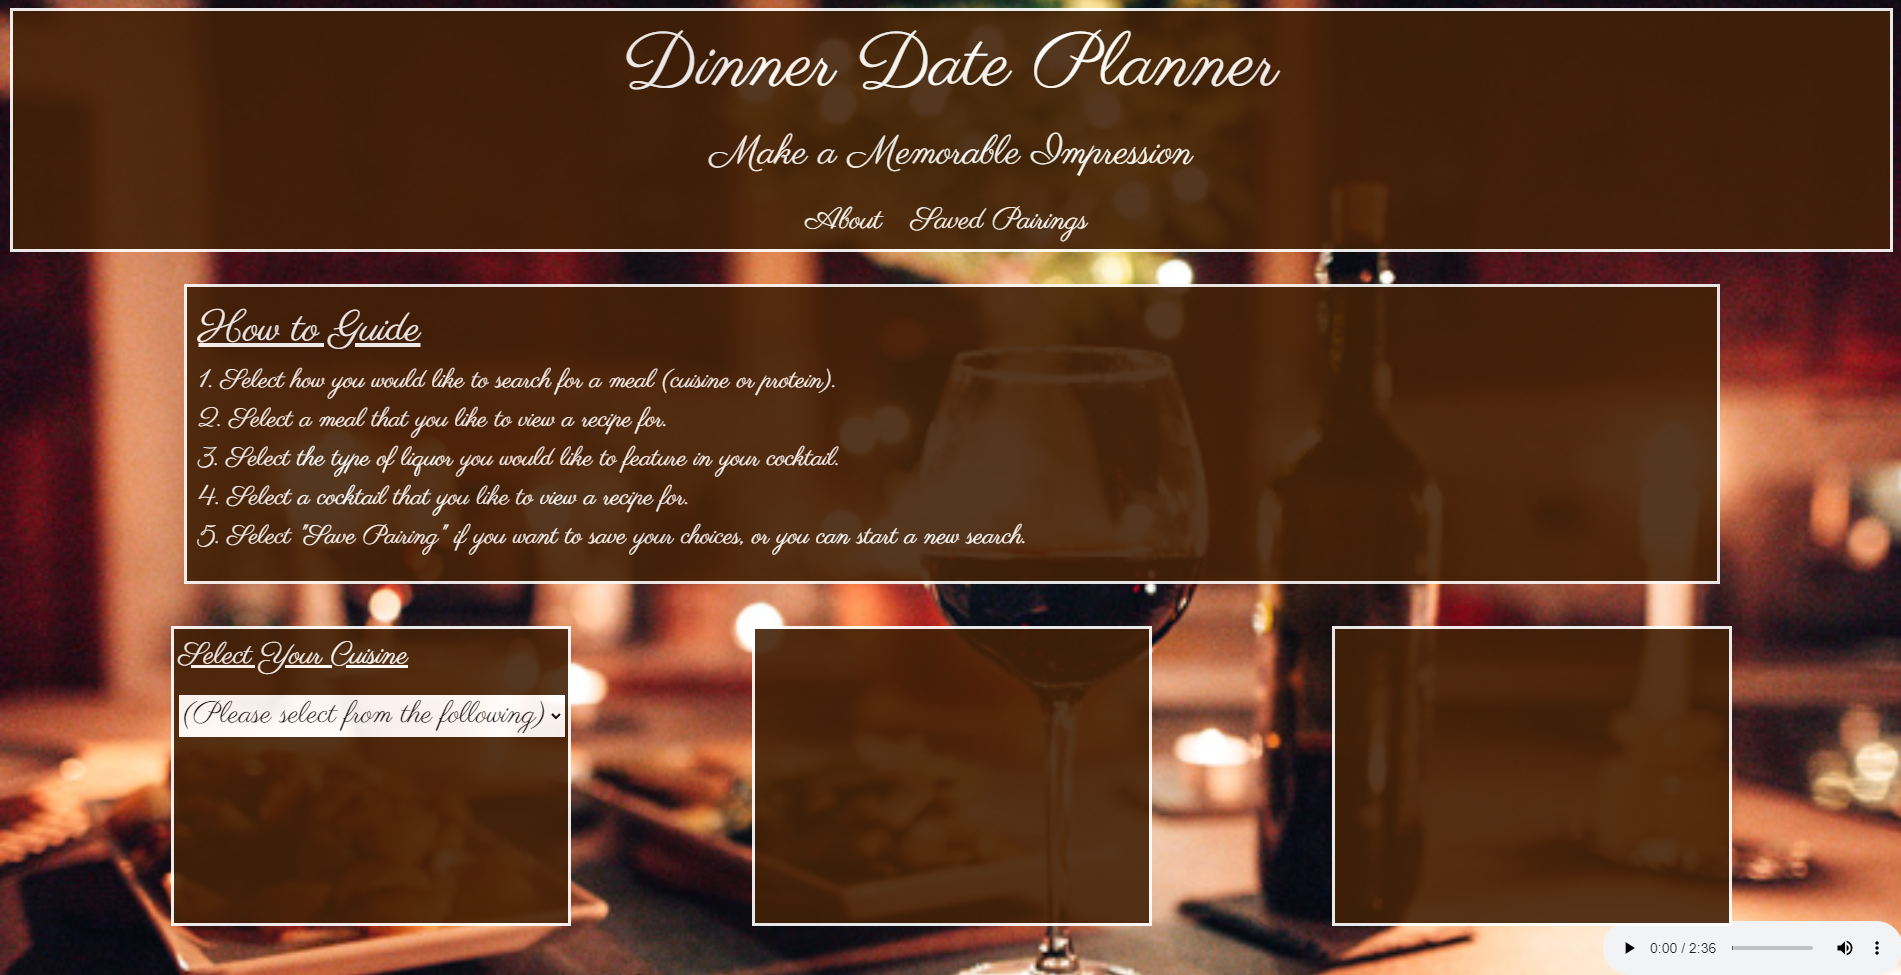 Dinner Date Planner
Make a Memorable Impression
About Saved Pairings
How to Guide
1. Select how you would like to search for a meal (cuisine or protein).
2. Select a meal that you like to view a recipe for.
3. Select the type of liquor you would like to feature in your cocktail.
4. Select a cocktail that you like to view a recipe for.
5. Select "Save Pairing" if you want to save your choices, or you can start a new search.
Select Your Cuisine
(Please select from the following)
0:00 / 2:36